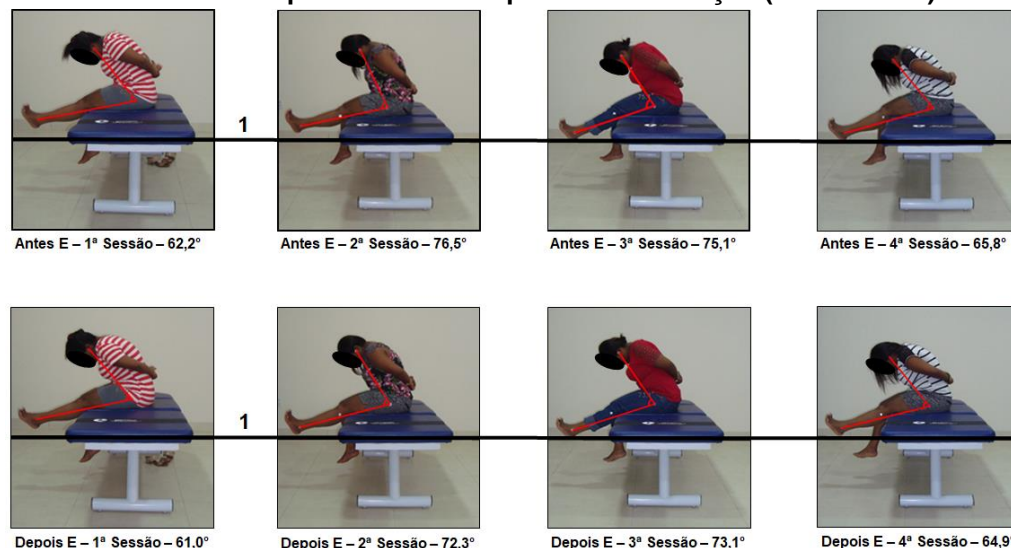 1
Antes E – 1ª Sessão – 62,2°
Antes E – 2ª Sessão – 76,5°
Antes E – 3ª Sessão – 75,1°
Antes E – 4ª Sessão – 65,8°
1
Depois E – 1ª Sessão – 61,0°
Depois E – 2ª Sessão – 72,3°
Depois E – 3ª Sessão – 73,1°
Depois E – 4ª Sessão – 64,9°